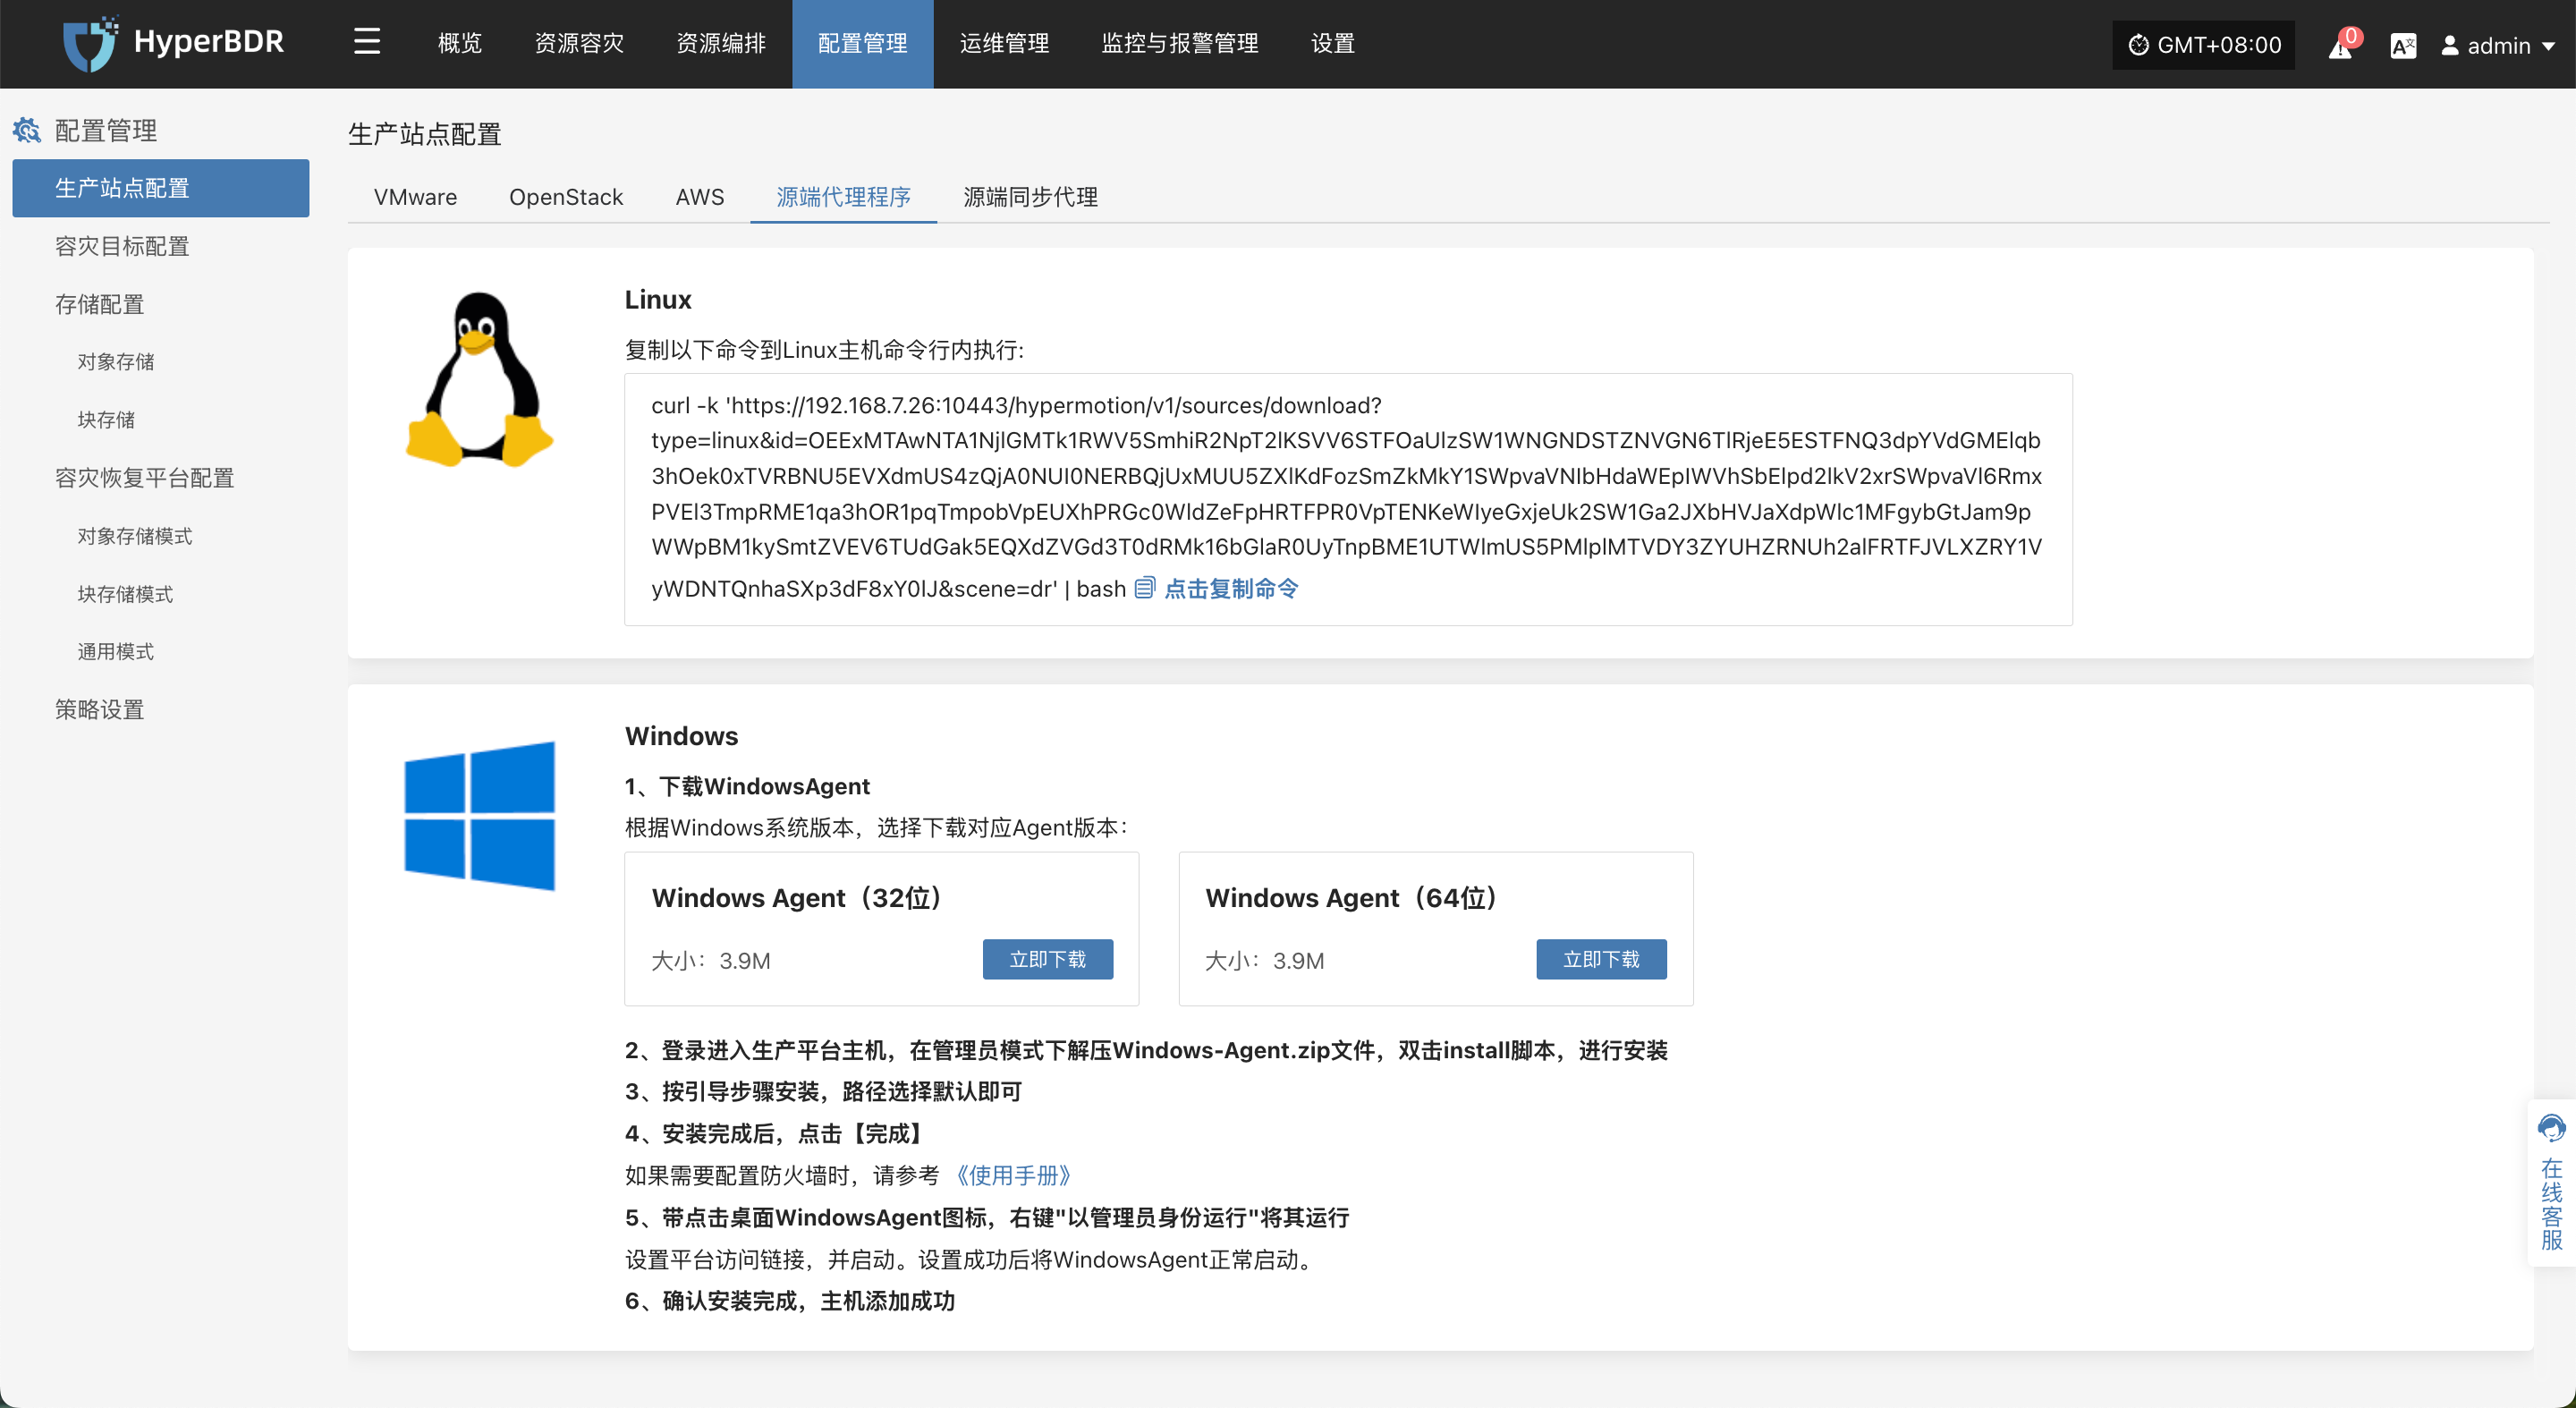 HyperBDR
概览
资源容灾
资源编排
配置管理
运维管理
监控与报警管理
设置
GMT+08:00
0
admin
配置管理
生产站点配置
容灾目标配置
存储配置
对象存储
块存储
容灾恢复平台配置
对象存储模式
块存储模式
通用模式
策略设置
生产站点配置
VMware
OpenStack
AWS
源端代理程序
源端同步代理
Linux
复制以下命令到Linux主机命令行内执行:
curl -k 'https://192.168.7.26:10443/hypermotion/v1/sources/download?
type=linux&id=OEExMTAwNTA1NjlGMTk1RWV5SmhiR2NpT2lKSVV6STFOaUlzSW1WNGNDSTZNVGN6TlRjeE5ESTFNQ3dpYVdGMElqb
3hOek0xTVRBNU5EVXdmUS4zQjA0NUI0NERBQjUxMUU5ZXlKdFozSmZkMkY1SWpvaVNIbHdaWEpIWVhSbElpd2lkV2xrSWpvaVl6Rmx
PVEl3TmpRME1qa3hOR1pqTmpobVpEUXhPRGc0WldZeFpHRTFPR0VpTENKeWIyeGxjeUk2SW1Ga2JXbHVJaXdpWlc1MFgybGtJam9p
WWpBM1kySmtZVEV6TUdGak5EQXdZVGd3T0dRMk16bGlaR0UyTnpBME1UTWlmUS5PMlplMTVDY3ZYUHZRNUh2alFRTFJVLXZRY1V
yWDNTQnhaSXp3dF8xY0lJ&scene=dr' | bash 点击复制命令
Windows
1、下载WindowsAgent
根据Windows系统版本，选择下载对应Agent版本：
Windows Agent（32位）
大小：3.9M
立即下载
Windows Agent（64位）
大小：3.9M
立即下载
2、登录进入生产平台主机，在管理员模式下解压Windows-Agent.zip文件，双击install脚本，进行安装
3、按引导步骤安装，路径选择默认即可
4、安装完成后，点击【完成】
如果需要配置防火墙时，请参考 《使用手册》
5、带点击桌面WindowsAgent图标，右键"以管理员身份运行"将其运行
设置平台访问链接，并启动。设置成功后将WindowsAgent正常启动。
6、确认安装完成，主机添加成功
在线客服